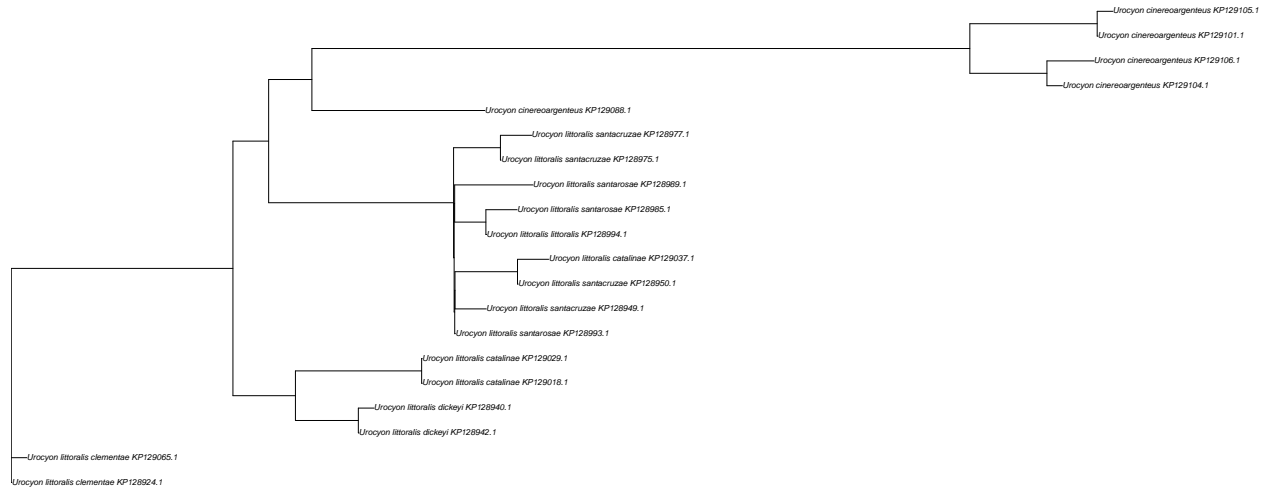 Urocyon cinereoargenteus KP129105.1
Urocyon cinereoargenteus KP129101.1
Urocyon cinereoargenteus KP129106.1
Urocyon cinereoargenteus KP129104.1
Urocyon cinereoargenteus KP129088.1
Urocyon littoralis santacruzae KP128977.1
Urocyon littoralis santacruzae KP128975.1
Urocyon littoralis santarosae KP128989.1
Urocyon littoralis santarosae KP128985.1
Urocyon littoralis littoralis KP128994.1
Urocyon littoralis catalinae KP129037.1
Urocyon littoralis santacruzae KP128950.1
Urocyon littoralis santacruzae KP128949.1
Urocyon littoralis santarosae KP128993.1
Urocyon littoralis catalinae KP129029.1
Urocyon littoralis catalinae KP129018.1
Urocyon littoralis dickeyi KP128940.1
Urocyon littoralis dickeyi KP128942.1
Urocyon littoralis clementae KP129065.1
Urocyon littoralis clementae KP128924.1